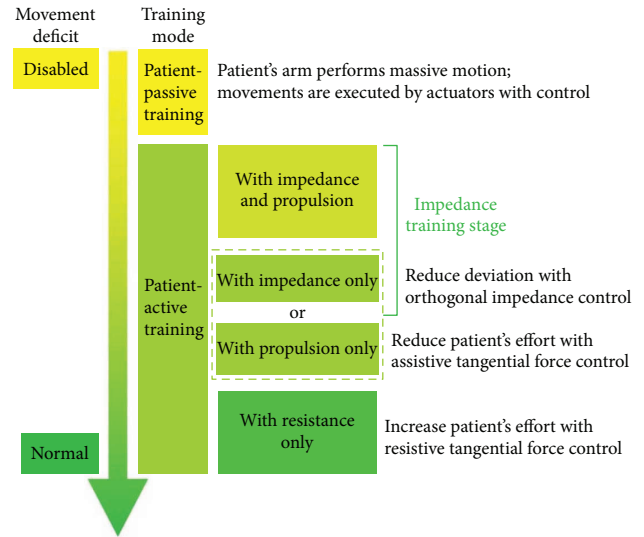 Movement
deficit
Training
mode
Disabled
Patient-
passive
training
Patient's arm performs massive motion;
movements are executed by actuators with control
With impedance
and propulsion
Impedance
training stage
Patient-
active
training
With impedance only
or
With propulsion only
Reduce deviation with
orthogonal impedance control
Reduce patient's effort with
assistive tangential force control
Normal
With resistance
only
Increase patient's effort with
resistive tangential force control